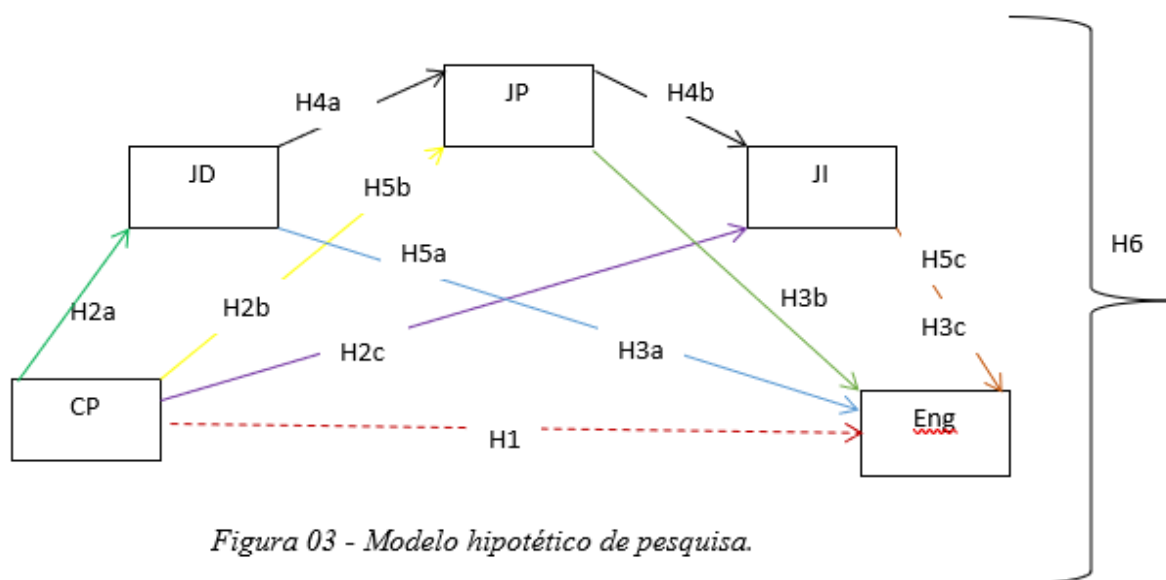 JP
H4a
H4b
JD
JI
H5b
H5a
H6
H5c
H2a
H2b
H3b
H2c
H3a
H3c
CP
Eng
H1
Figura 03 - Modelo hipotético de pesquisa.